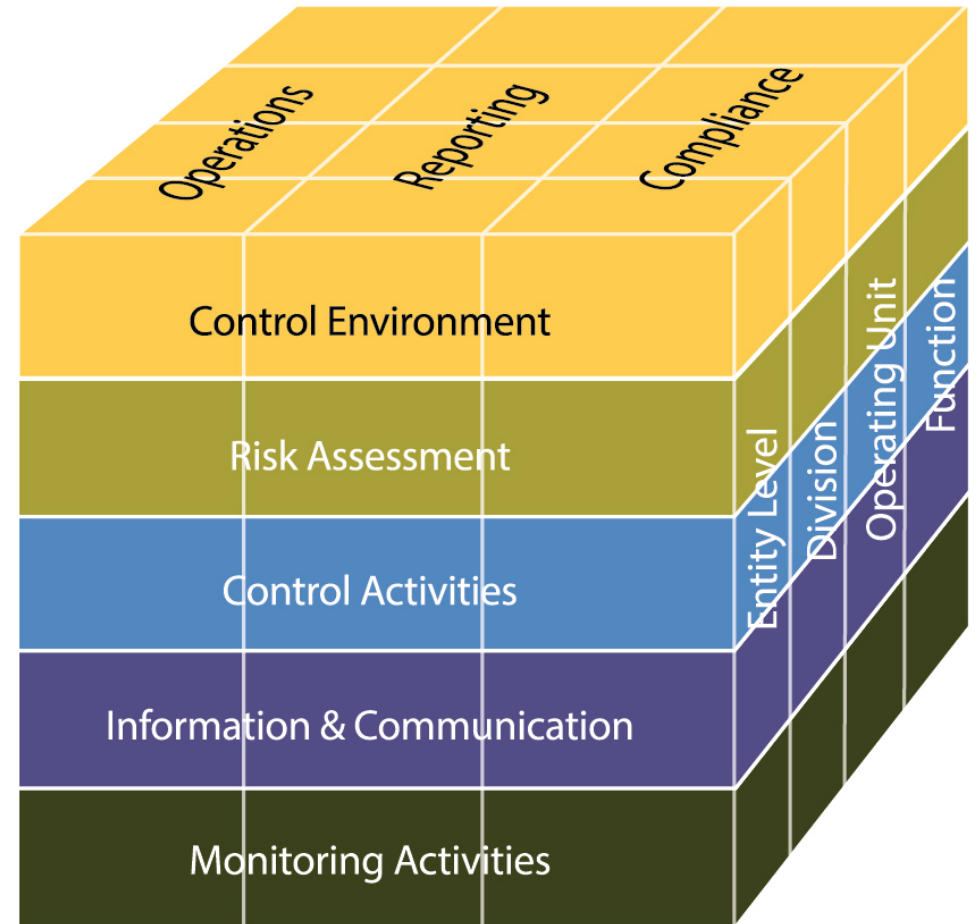 Operations
Reporting
Compliance
Control Environment
Risk Assessment
Control Activities
Information & Communication
Monitoring Activities
Entity Level
Division
Operating Unit
Function